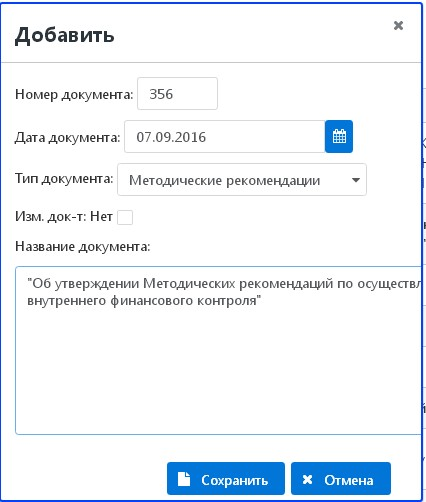 Добавить
Номер документа: 356
Дата документа: 07.09.2016
Тип документа: Методические рекомендации
Изм. док-т: Нет
Название документа:
"Об утверждении Методических рекомендаций по осуществл
внутреннего финансового контроля"
Сохранить Отмена